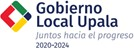 Gobierno
Local Upala
Juntos hacia el progreso
2020-2024